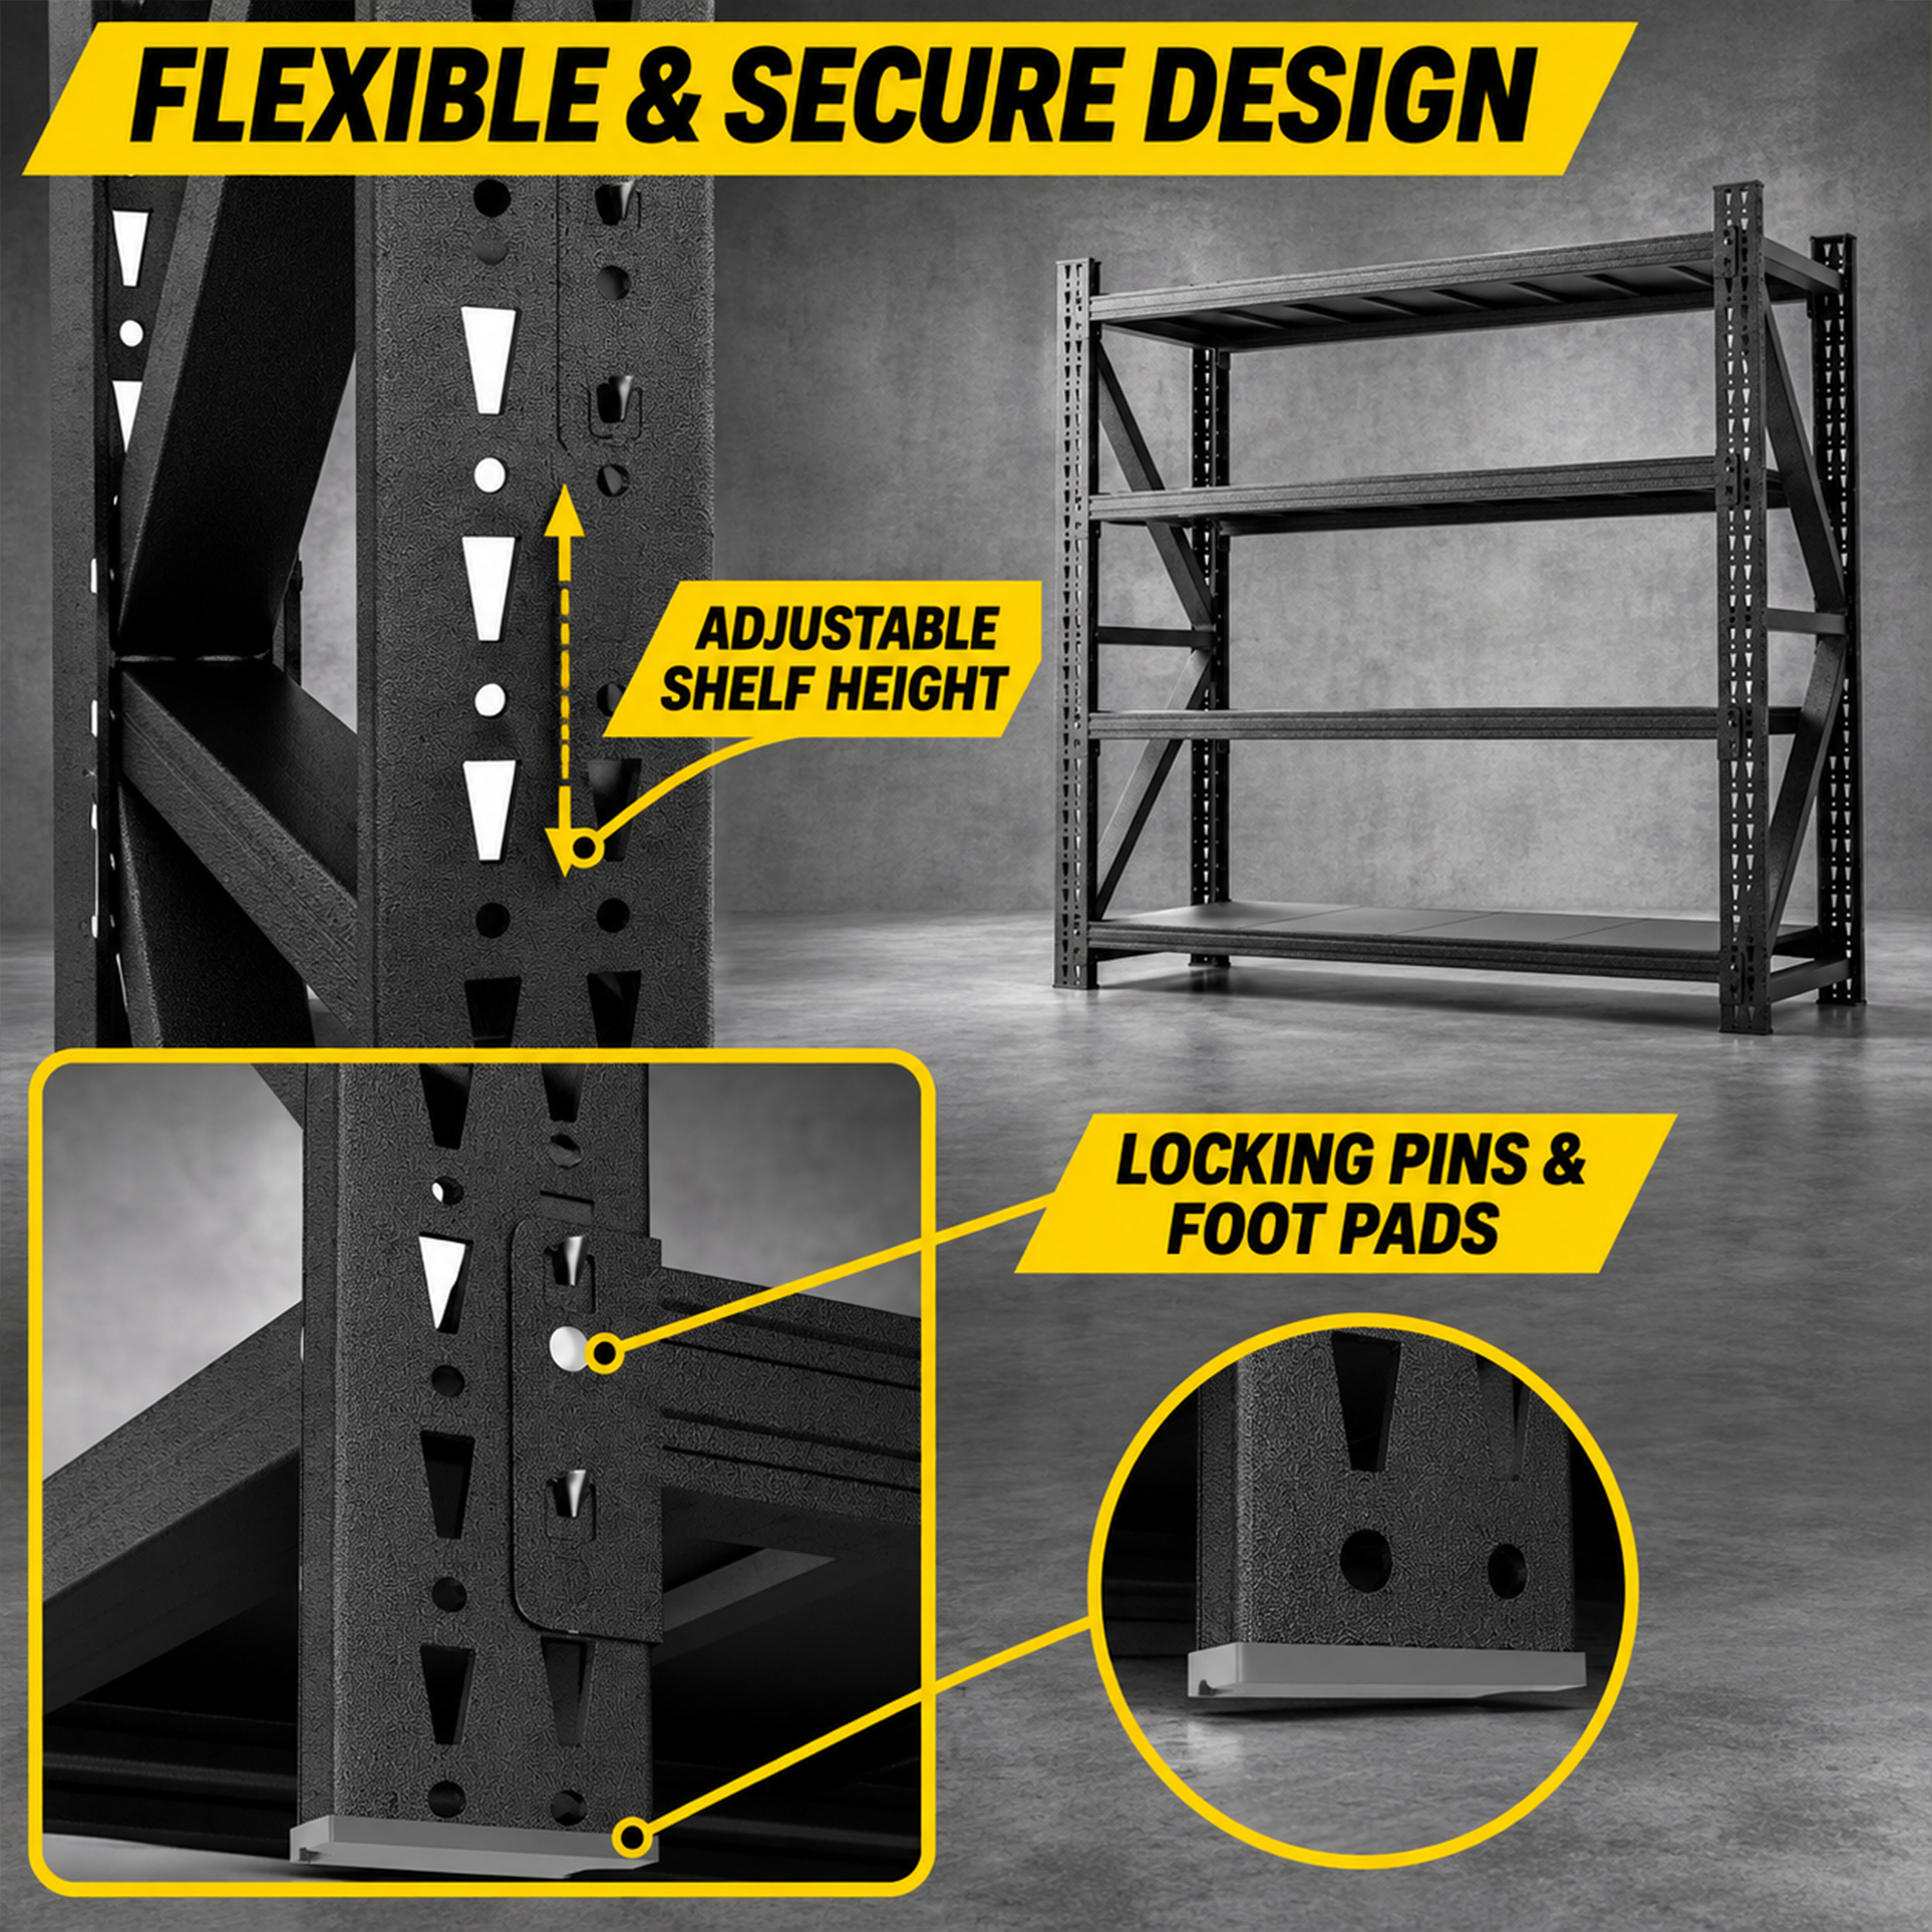 FLEXIBLE & SECURE DESIGN
ADJUSTABLE
SHELF HEIGHT
LOCKING PINS &
FOOT PADS